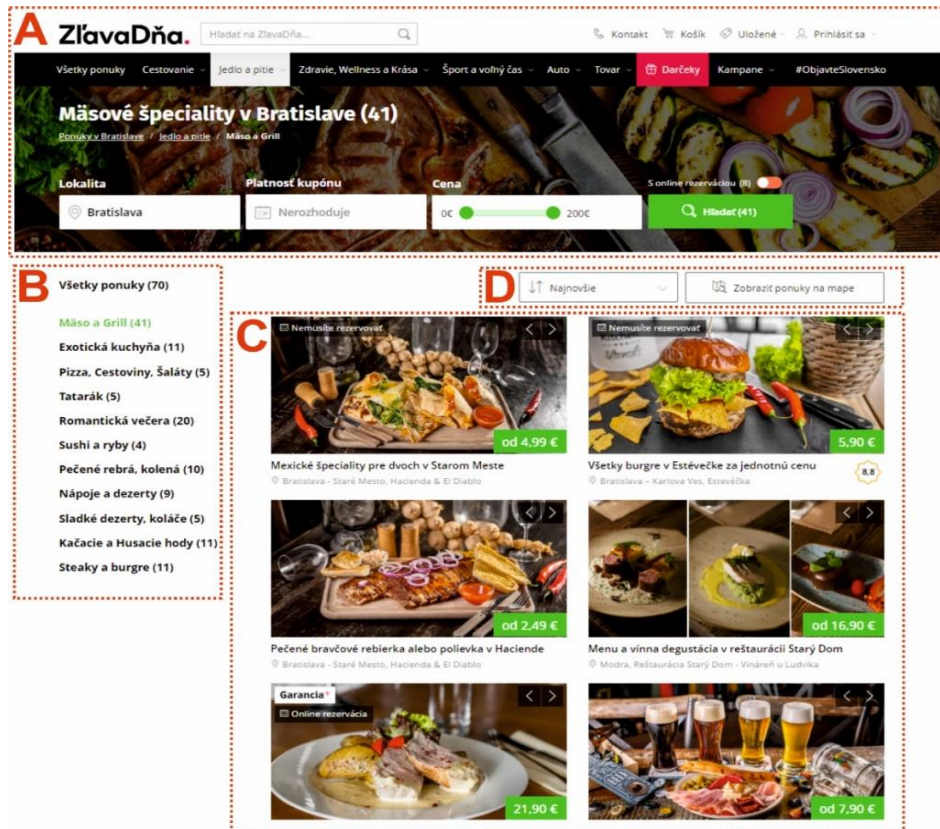 A
ZľavaDňa.
Hľadať na ZľavaDňa...
Kontakt Košík Uložené Prihlásiť sa
Všetky ponuky Cestovanie Jedlo a pitie Zdravie, Wellness a Krása Šport a voľný čas Auto Tovar Darčeky Kampane #ObjavteSlovensko
Mäsové špeciality v Bratislave (41)
Ponuky v Bratislave / Jedlo a pitie / Mäso a Grill
Lokalita Platnosť kupónu Cena S online rezerváciou (8)
Bratislava Nerozhoduje 0€ 200€ Hľadať (41)
B
Všetky ponuky (70)
Mäso a Grill (41)
Exotická kuchyňa (11)
Pizza, Cestoviny, Šaláty (5)
Tatarák (5)
Romantická večera (20)
Sushi a ryby (4)
Pečené rebrá, kolená (10)
Nápoje a dezerty (9)
Sladké dezerty, koláče (5)
Kačacie a Husacie hody (11)
Steaky a burgre (11)
D
Najnovšie Zobraziť ponuky na mape
C
Nemusíte rezervovať
od 4,99 €
Mexické špeciality pre dvoch v Starom Meste
Bratislava - Staré Mesto, Hacienda & El Diablo
Nemusíte rezervovať
5,90 €
Všetky burgre v Estévečke za jednotnú cenu
8,8
Bratislava – Karlova Ves, Estevéčka
od 2,49 €
Pečené bravčové rebierka alebo polievka v Haciende
Bratislava - Staré Mesto, Hacienda & El Diablo
od 16,90 €
Menu a vínna degustácia v reštaurácii Starý Dom
Modra, Reštaurácia Starý Dom - Vináreň u Ludvika
Garancia+
Online rezervácia
21,90 €
od 7,90 €